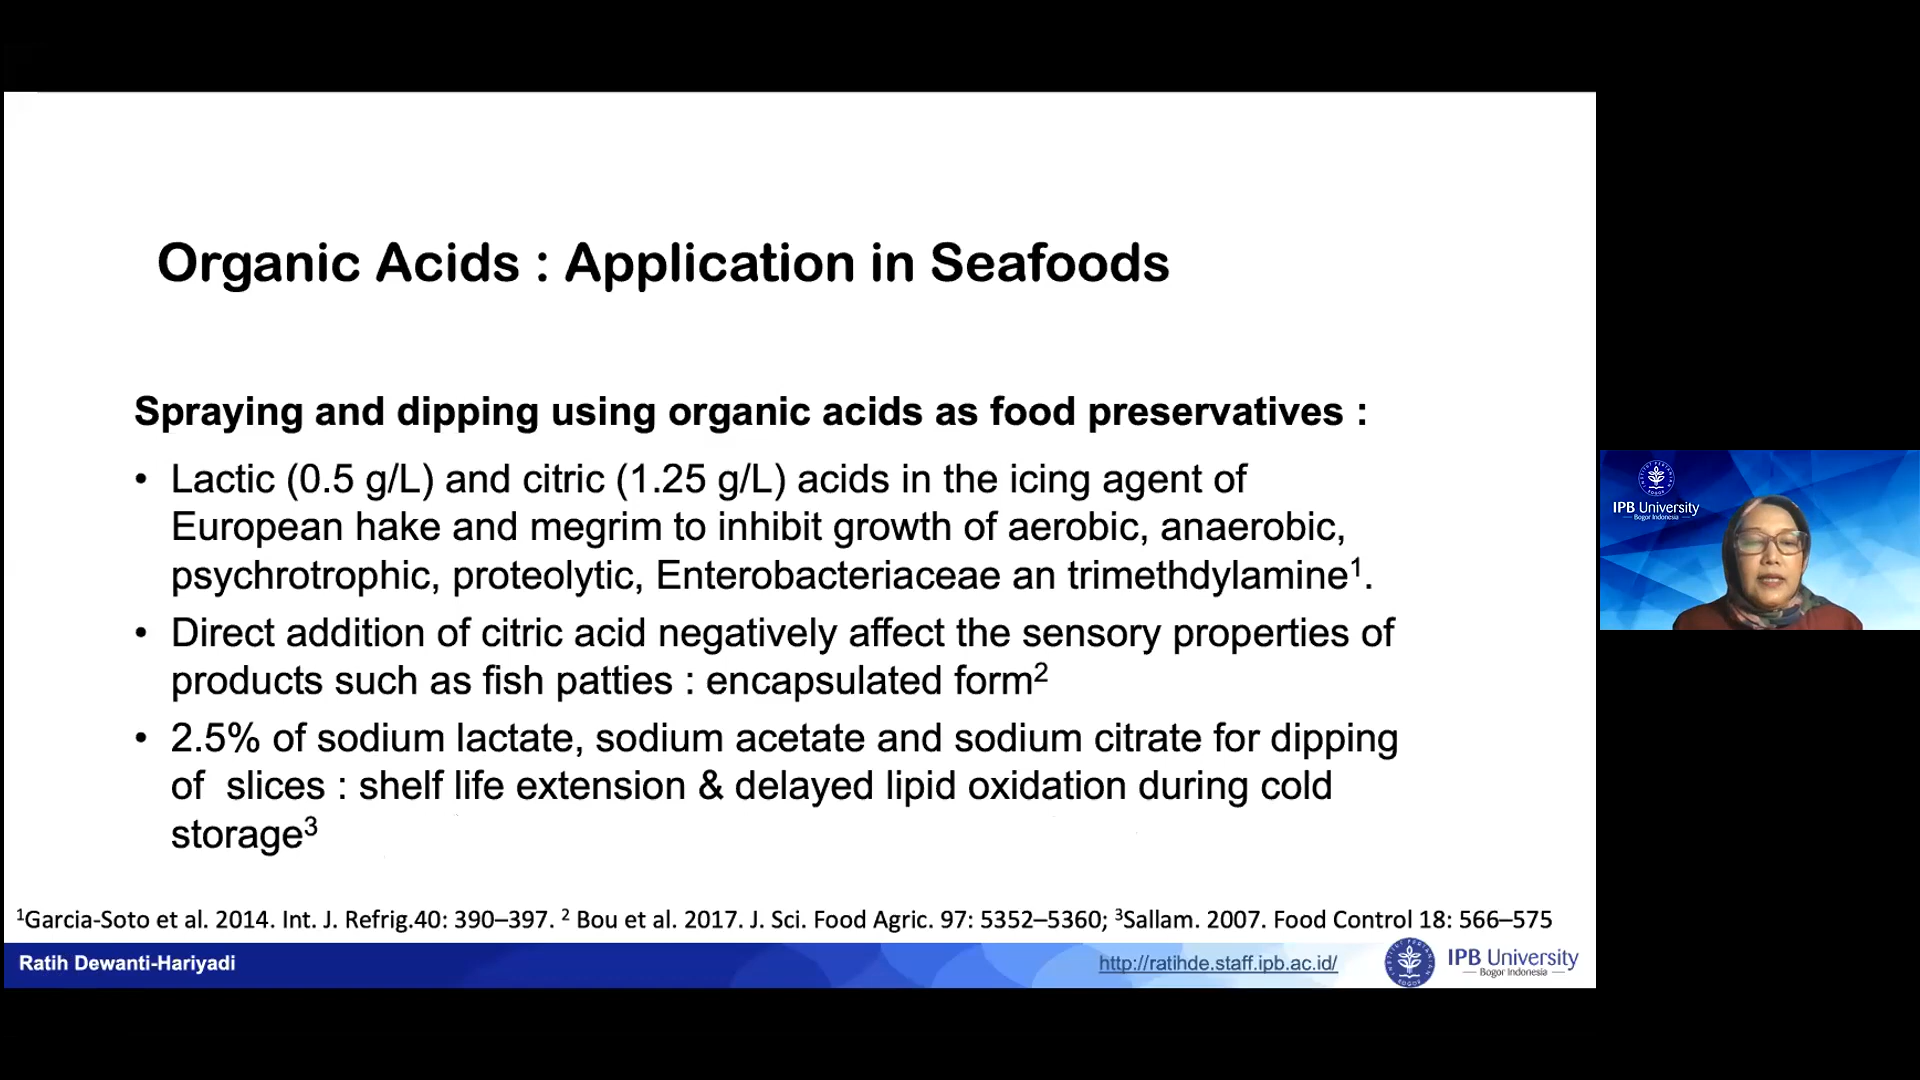 Organic Acids : Application in Seafoods
Spraying and dipping using organic acids as food preservatives :
• Lactic (0.5 g/L) and citric (1.25 g/L) acids in the icing agent of
European hake and megrim to inhibit growth of aerobic, anaerobic,
psychrotrophic, proteolytic, Enterobacteriaceae an trimethdylamine¹.
• Direct addition of citric acid negatively affect the sensory properties of
products such as fish patties : encapsulated form²
• 2.5% of sodium lactate, sodium acetate and sodium citrate for dipping
of slices : shelf life extension & delayed lipid oxidation during cold
storage³
¹Garcia-Soto et al. 2014. Int. J. Refrig.40: 390–397. ² Bou et al. 2017. J. Sci. Food Agric. 97: 5352–5360; ³Sallam. 2007. Food Control 18: 566–575
Ratih Dewanti-Hariyadi
http://ratihde.staff.ipb.ac.id/
IPB University
Bogor Indonesia
IPB University
Bogor Indonesia